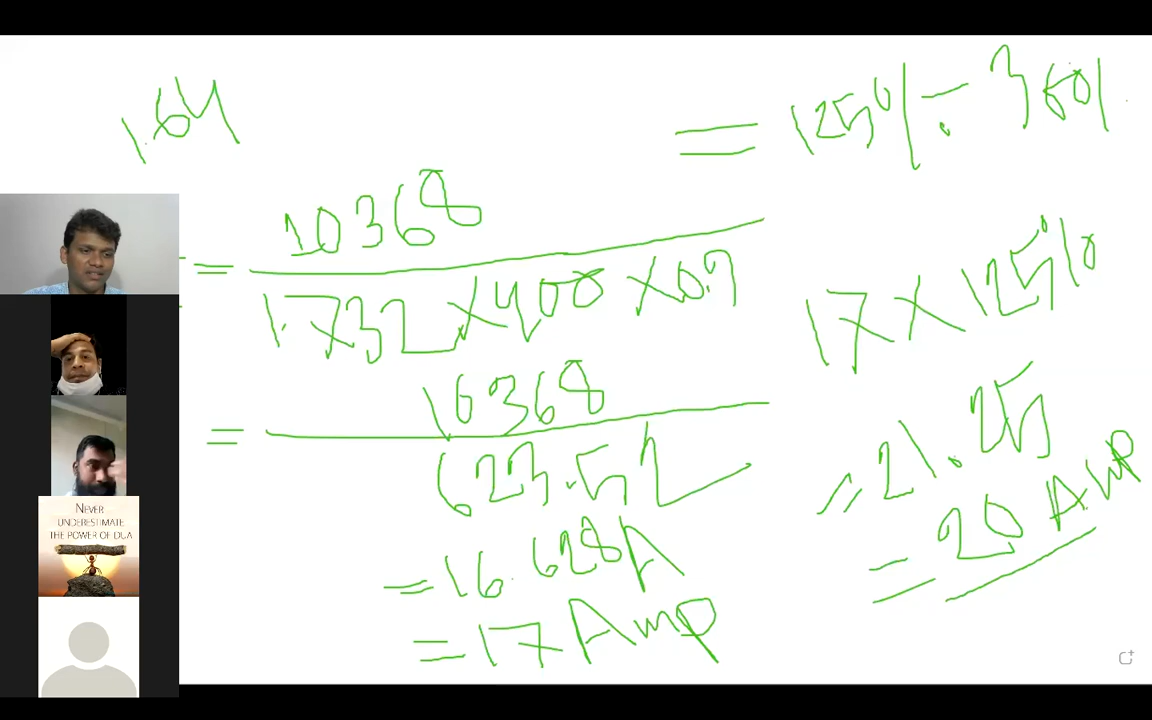 1.64
= 10368
1.732 × 400 × 0.9
= 10368
623.52
= 16.628A
= 17 Amp
= 125% - 360%
17 × 125%
= 21.25
= 20 Amp
NEVER
UNDERESTIMATE
THE POWER OF DUA